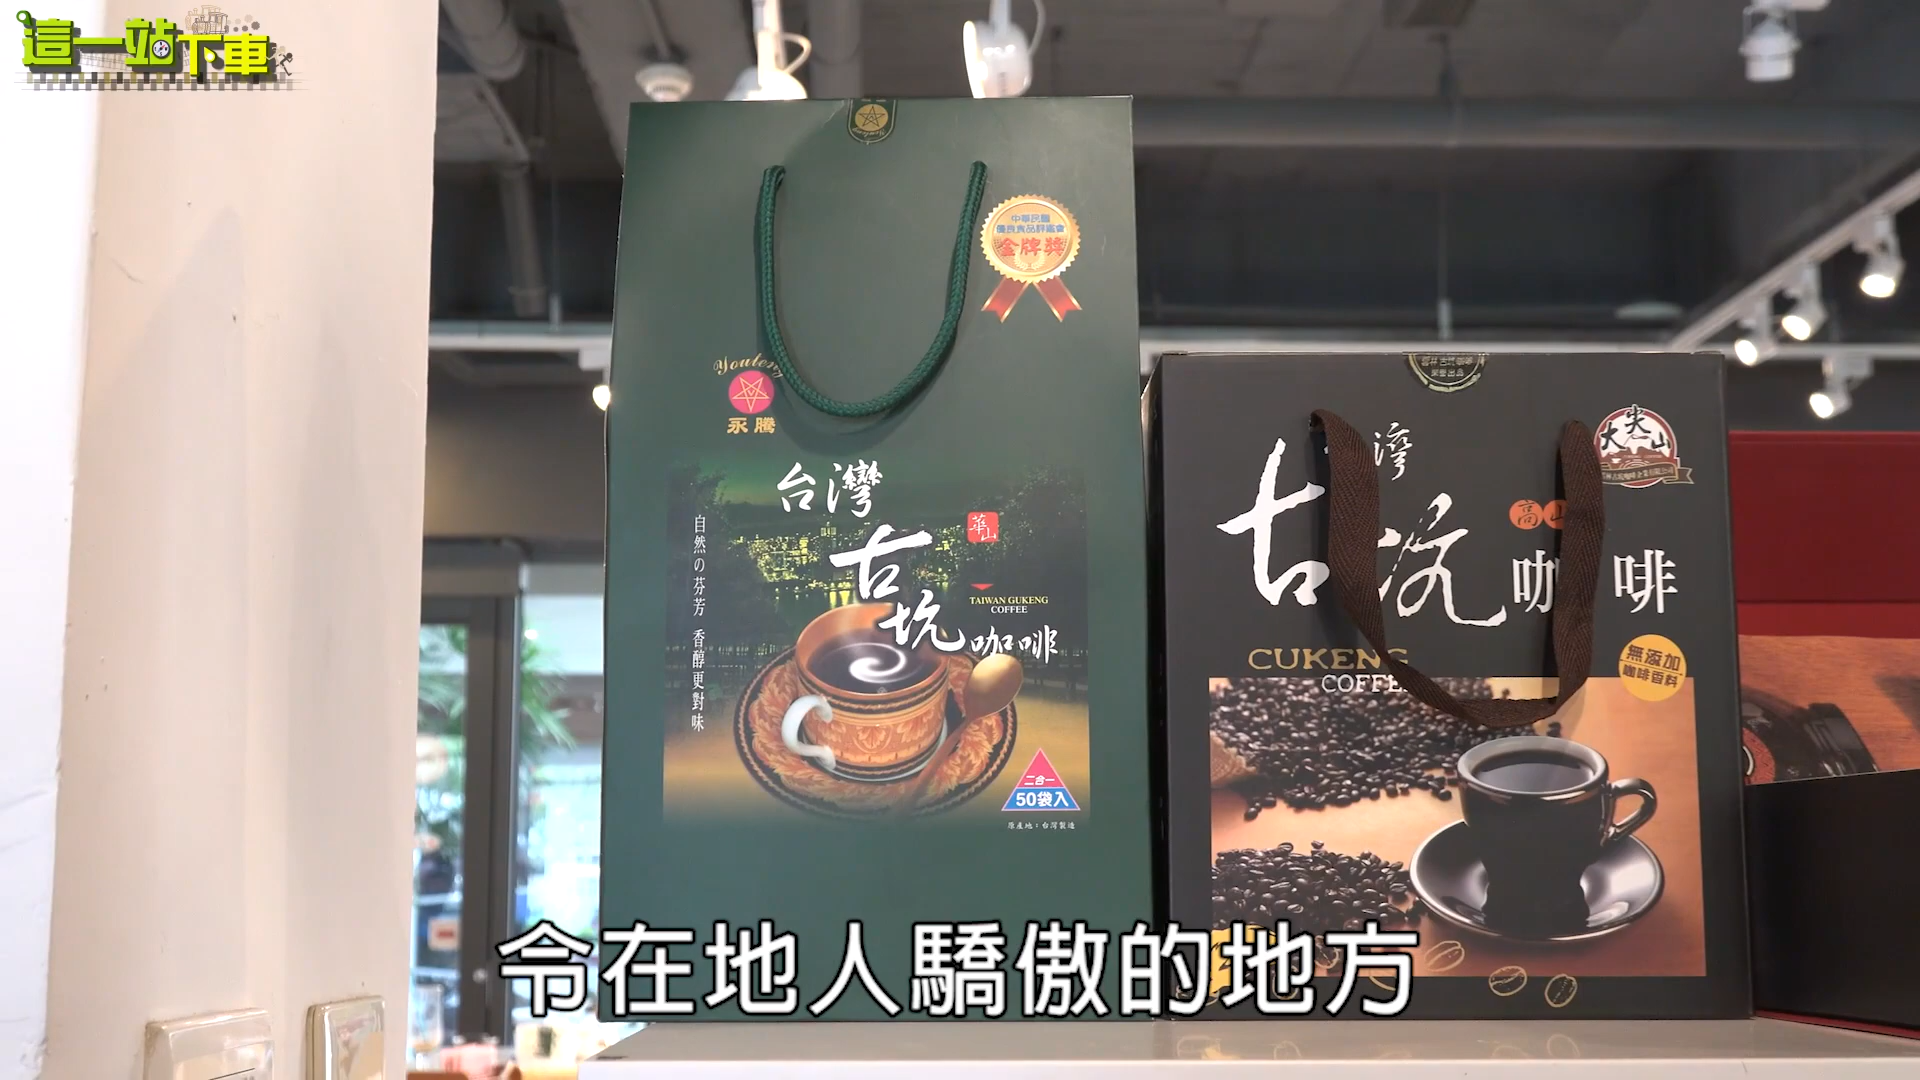 這一站下車
中華民國
優良食品評鑑會
金牌獎
Youteng
永騰
台灣
古坑
咖啡
華山
TAIWAN GUKENG
COFFEE
自然の芬芳 香醇更對味
二合一
50袋入
原產地：台灣製造
大尖山
灣
古坑
高山
咖啡
CUKENG
COFFE
無添加
咖啡香料
令在地人驕傲的地方